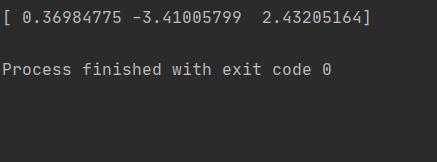 [ 0.36984775 -3.41005799  2.43205164]
Process finished with exit code 0